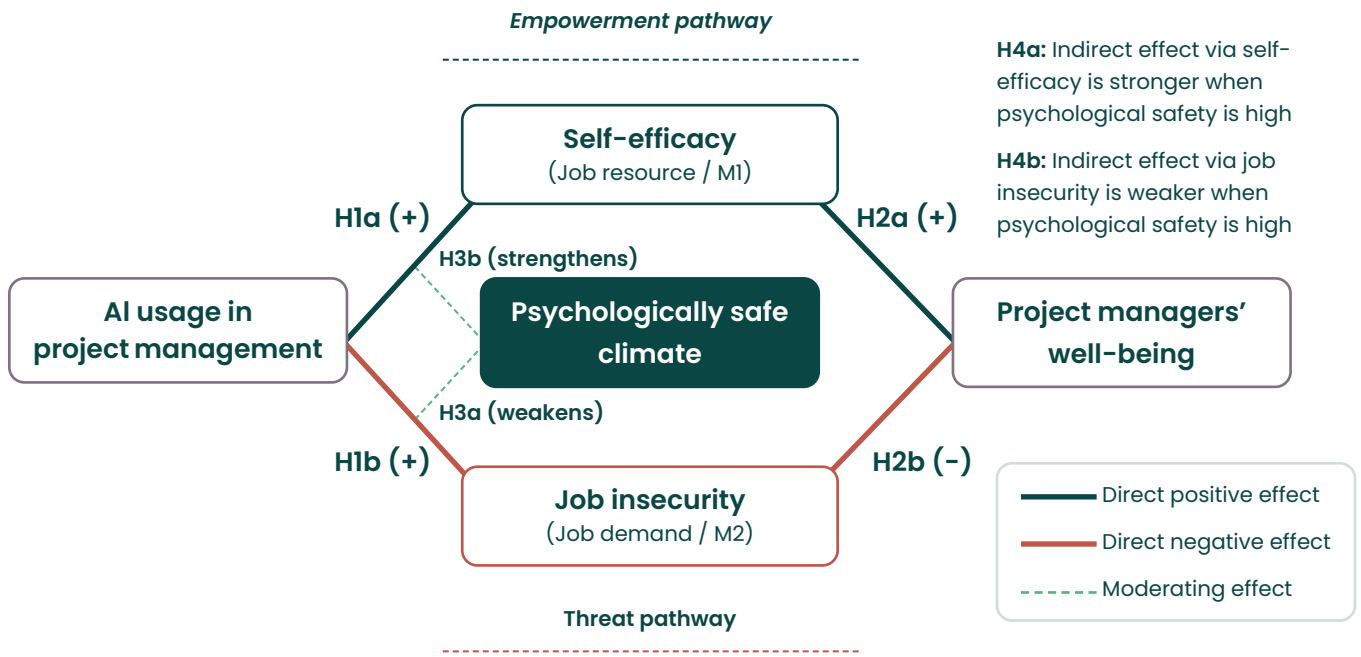 Empowerment pathway
H4a: Indirect effect via self-
efficacy is stronger when
psychological safety is high
H4b: Indirect effect via job
insecurity is weaker when
psychological safety is high
Self-efficacy
(Job resource / M1)
H1a (+)
H2a (+)
H3b (strengthens)
AI usage in
project management
Psychologically safe
climate
Project managers’
well-being
H3a (weakens)
H1b (+)
H2b (-)
Job insecurity
(Job demand / M2)
Direct positive effect
Direct negative effect
Moderating effect
Threat pathway